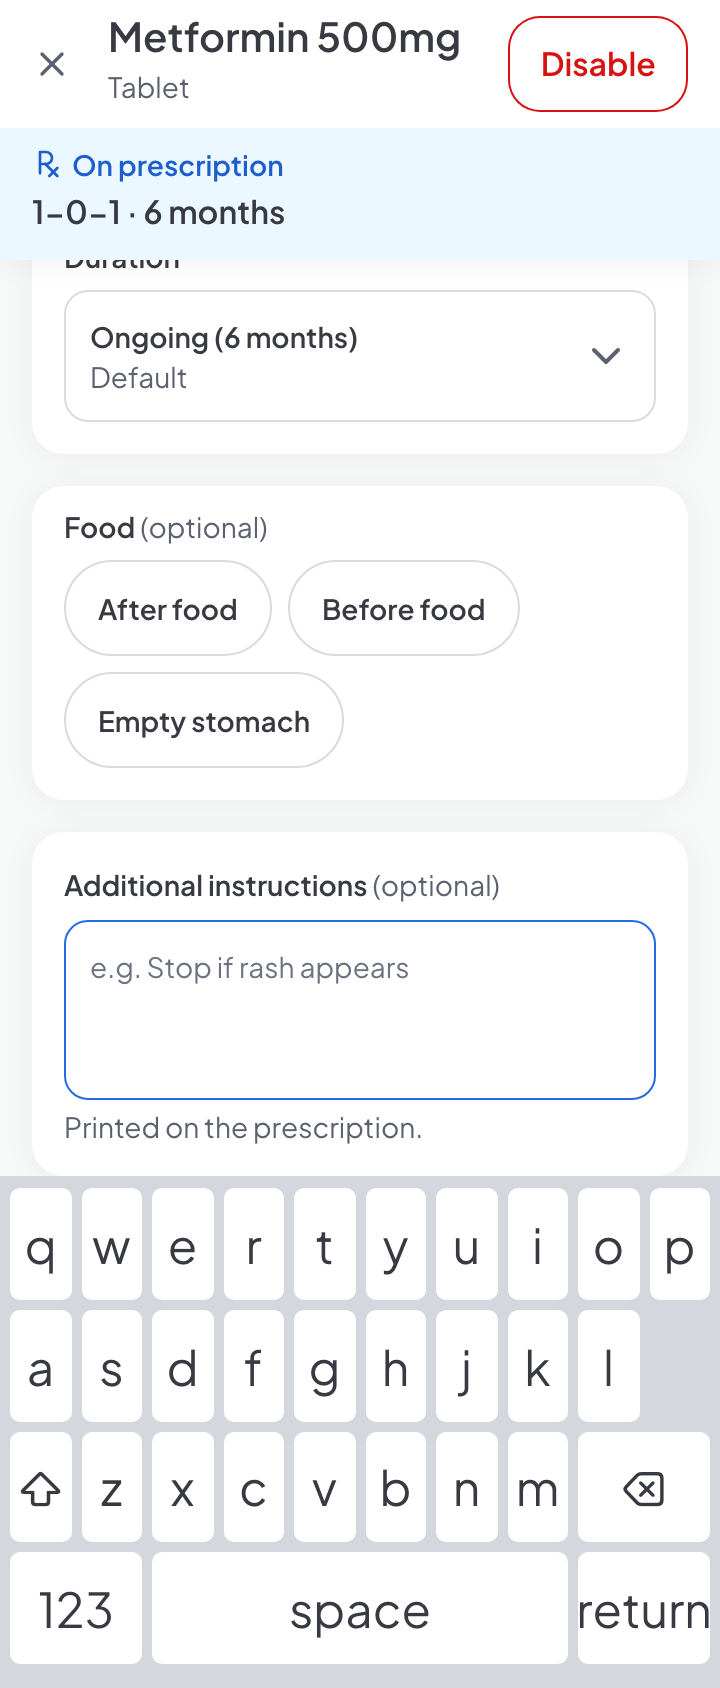 Metformin 500mg
Tablet
Disable
On prescription
1–0–1 · 6 months
Duration
Ongoing (6 months)
Default
Food (optional)
After food
Before food
Empty stomach
Additional instructions (optional)
e.g. Stop if rash appears
Printed on the prescription.
q w e r t y u i o p
a s d f g h j k l
z x c v b n m
123 space return